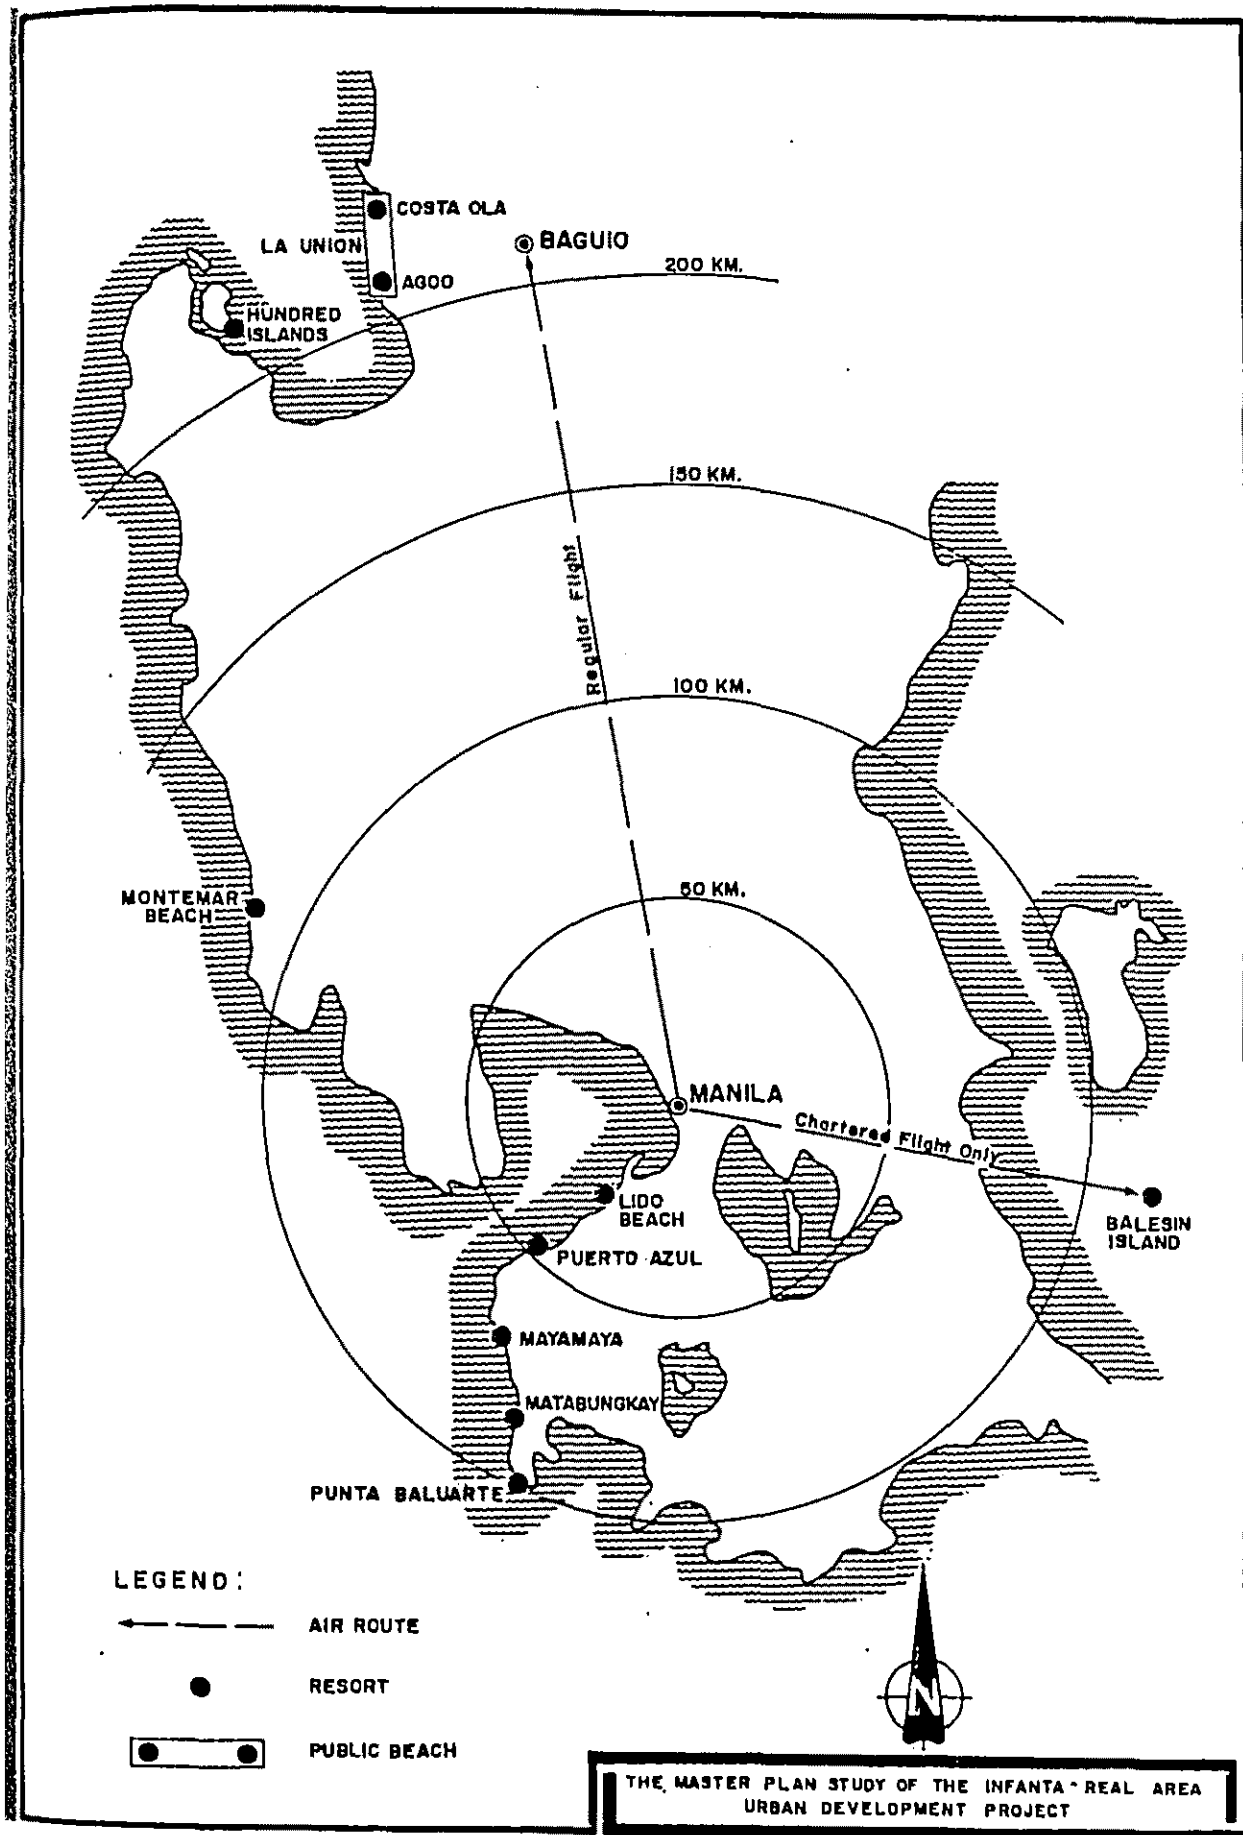 COSTA OLA
LA UNION
BAGUIO
200 KM.
AGOO
HUNDRED
ISLANDS
150 KM.
Regular Flight
100 KM.
50 KM.
MONTEMAR
BEACH
MANILA
Chartered Flight Only
LIDO
BEACH
BALESIN
ISLAND
PUERTO AZUL
MAYAMAYA
MATABUNGKAY
PUNTA BALUARTE
LEGEND:
AIR ROUTE
RESORT
PUBLIC BEACH
N
THE MASTER PLAN STUDY OF THE INFANTA-REAL AREA
URBAN DEVELOPMENT PROJECT